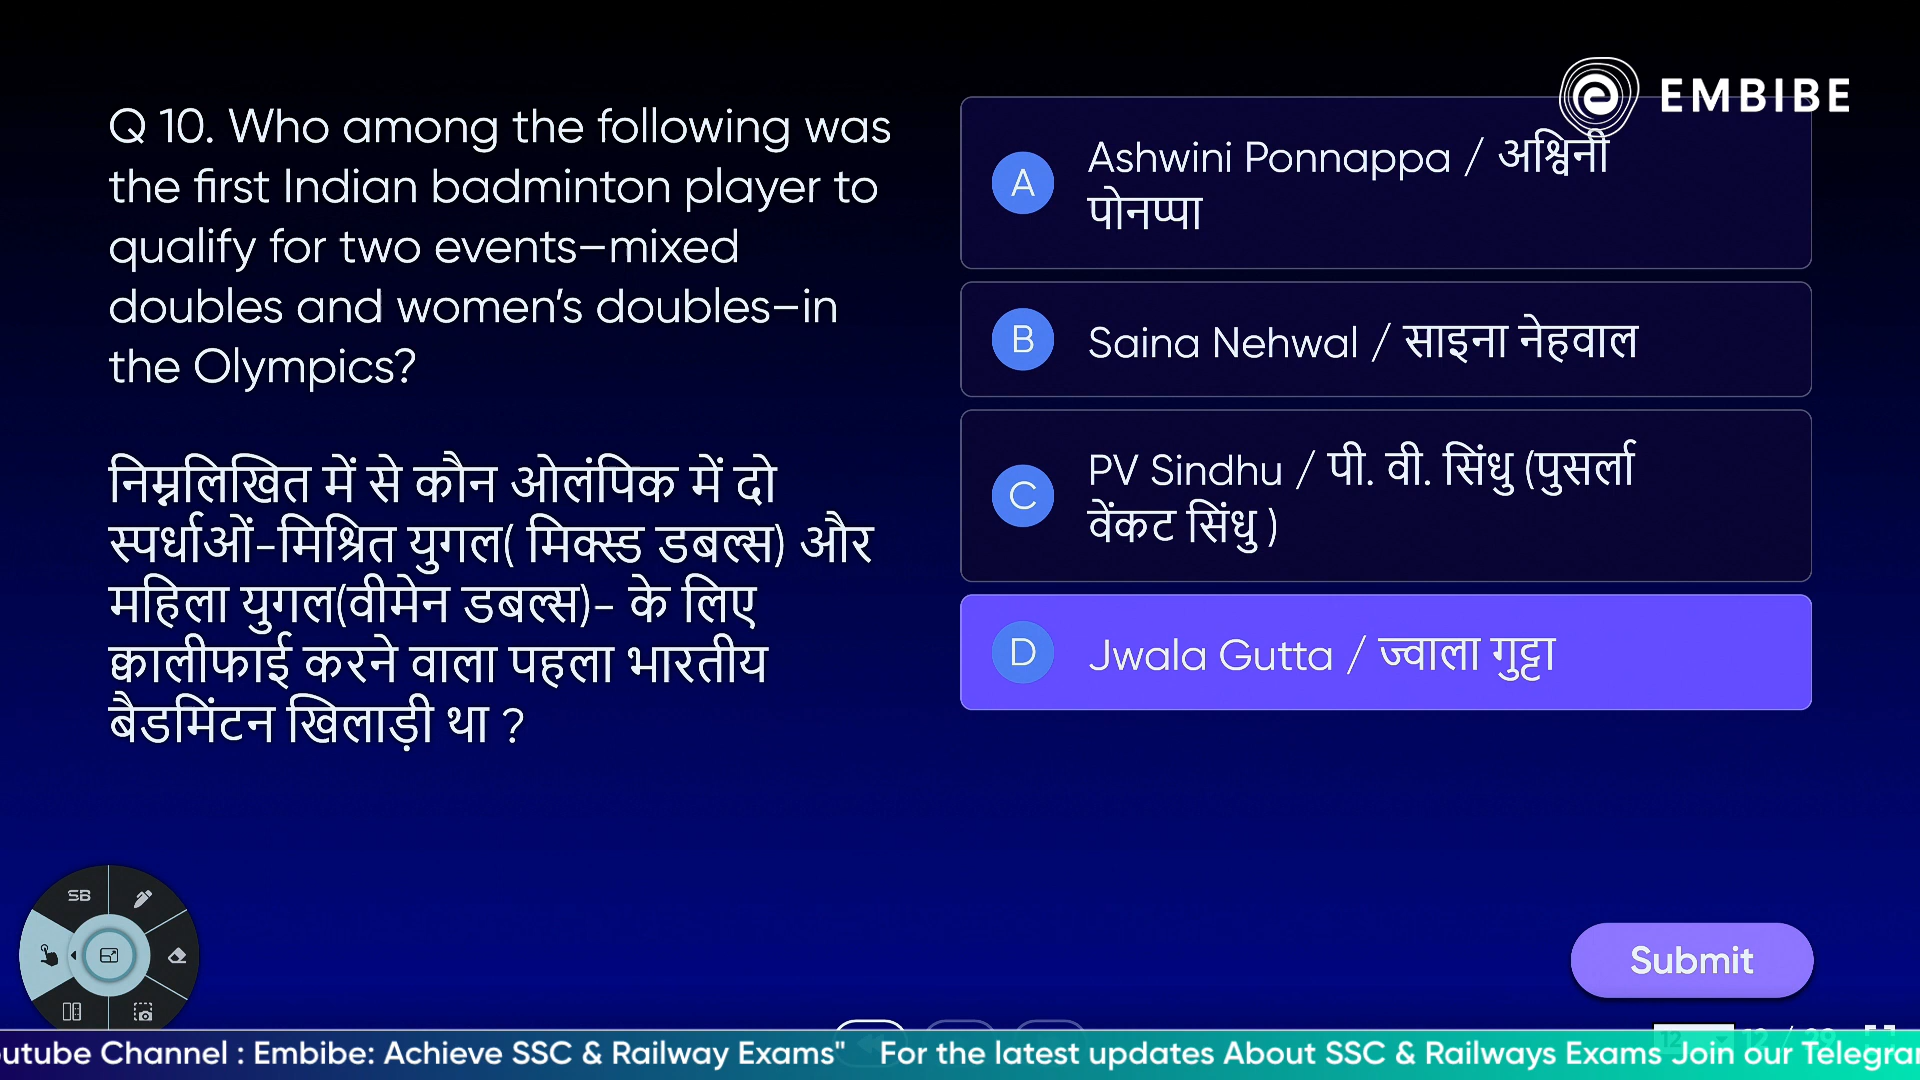 EMBIBE
Q 10. Who among the following was
the first Indian badminton player to
qualify for two events–mixed
doubles and women's doubles–in
the Olympics?
निम्नलिखित में से कौन ओलंपिक में दो
स्पर्धाओं-मिश्रित युगल( मिक्स्ड डबल्स) और
महिला युगल(वीमेन डबल्स)- के लिए
क्वालीफाई करने वाला पहला भारतीय
बैडमिंटन खिलाड़ी था ?
A
Ashwini Ponnappa / अश्विनी
पोनप्पा
B
Saina Nehwal / साइना नेहवाल
C
PV Sindhu / पी. वी. सिंधु (पुसर्ला
वेंकट सिंधु )
D
Jwala Gutta / ज्वाला गुट्टा
SB
Submit
utube Channel : Embibe: Achieve SSC & Railway Exams" For the latest updates About SSC & Railways Exams Join our Telegra